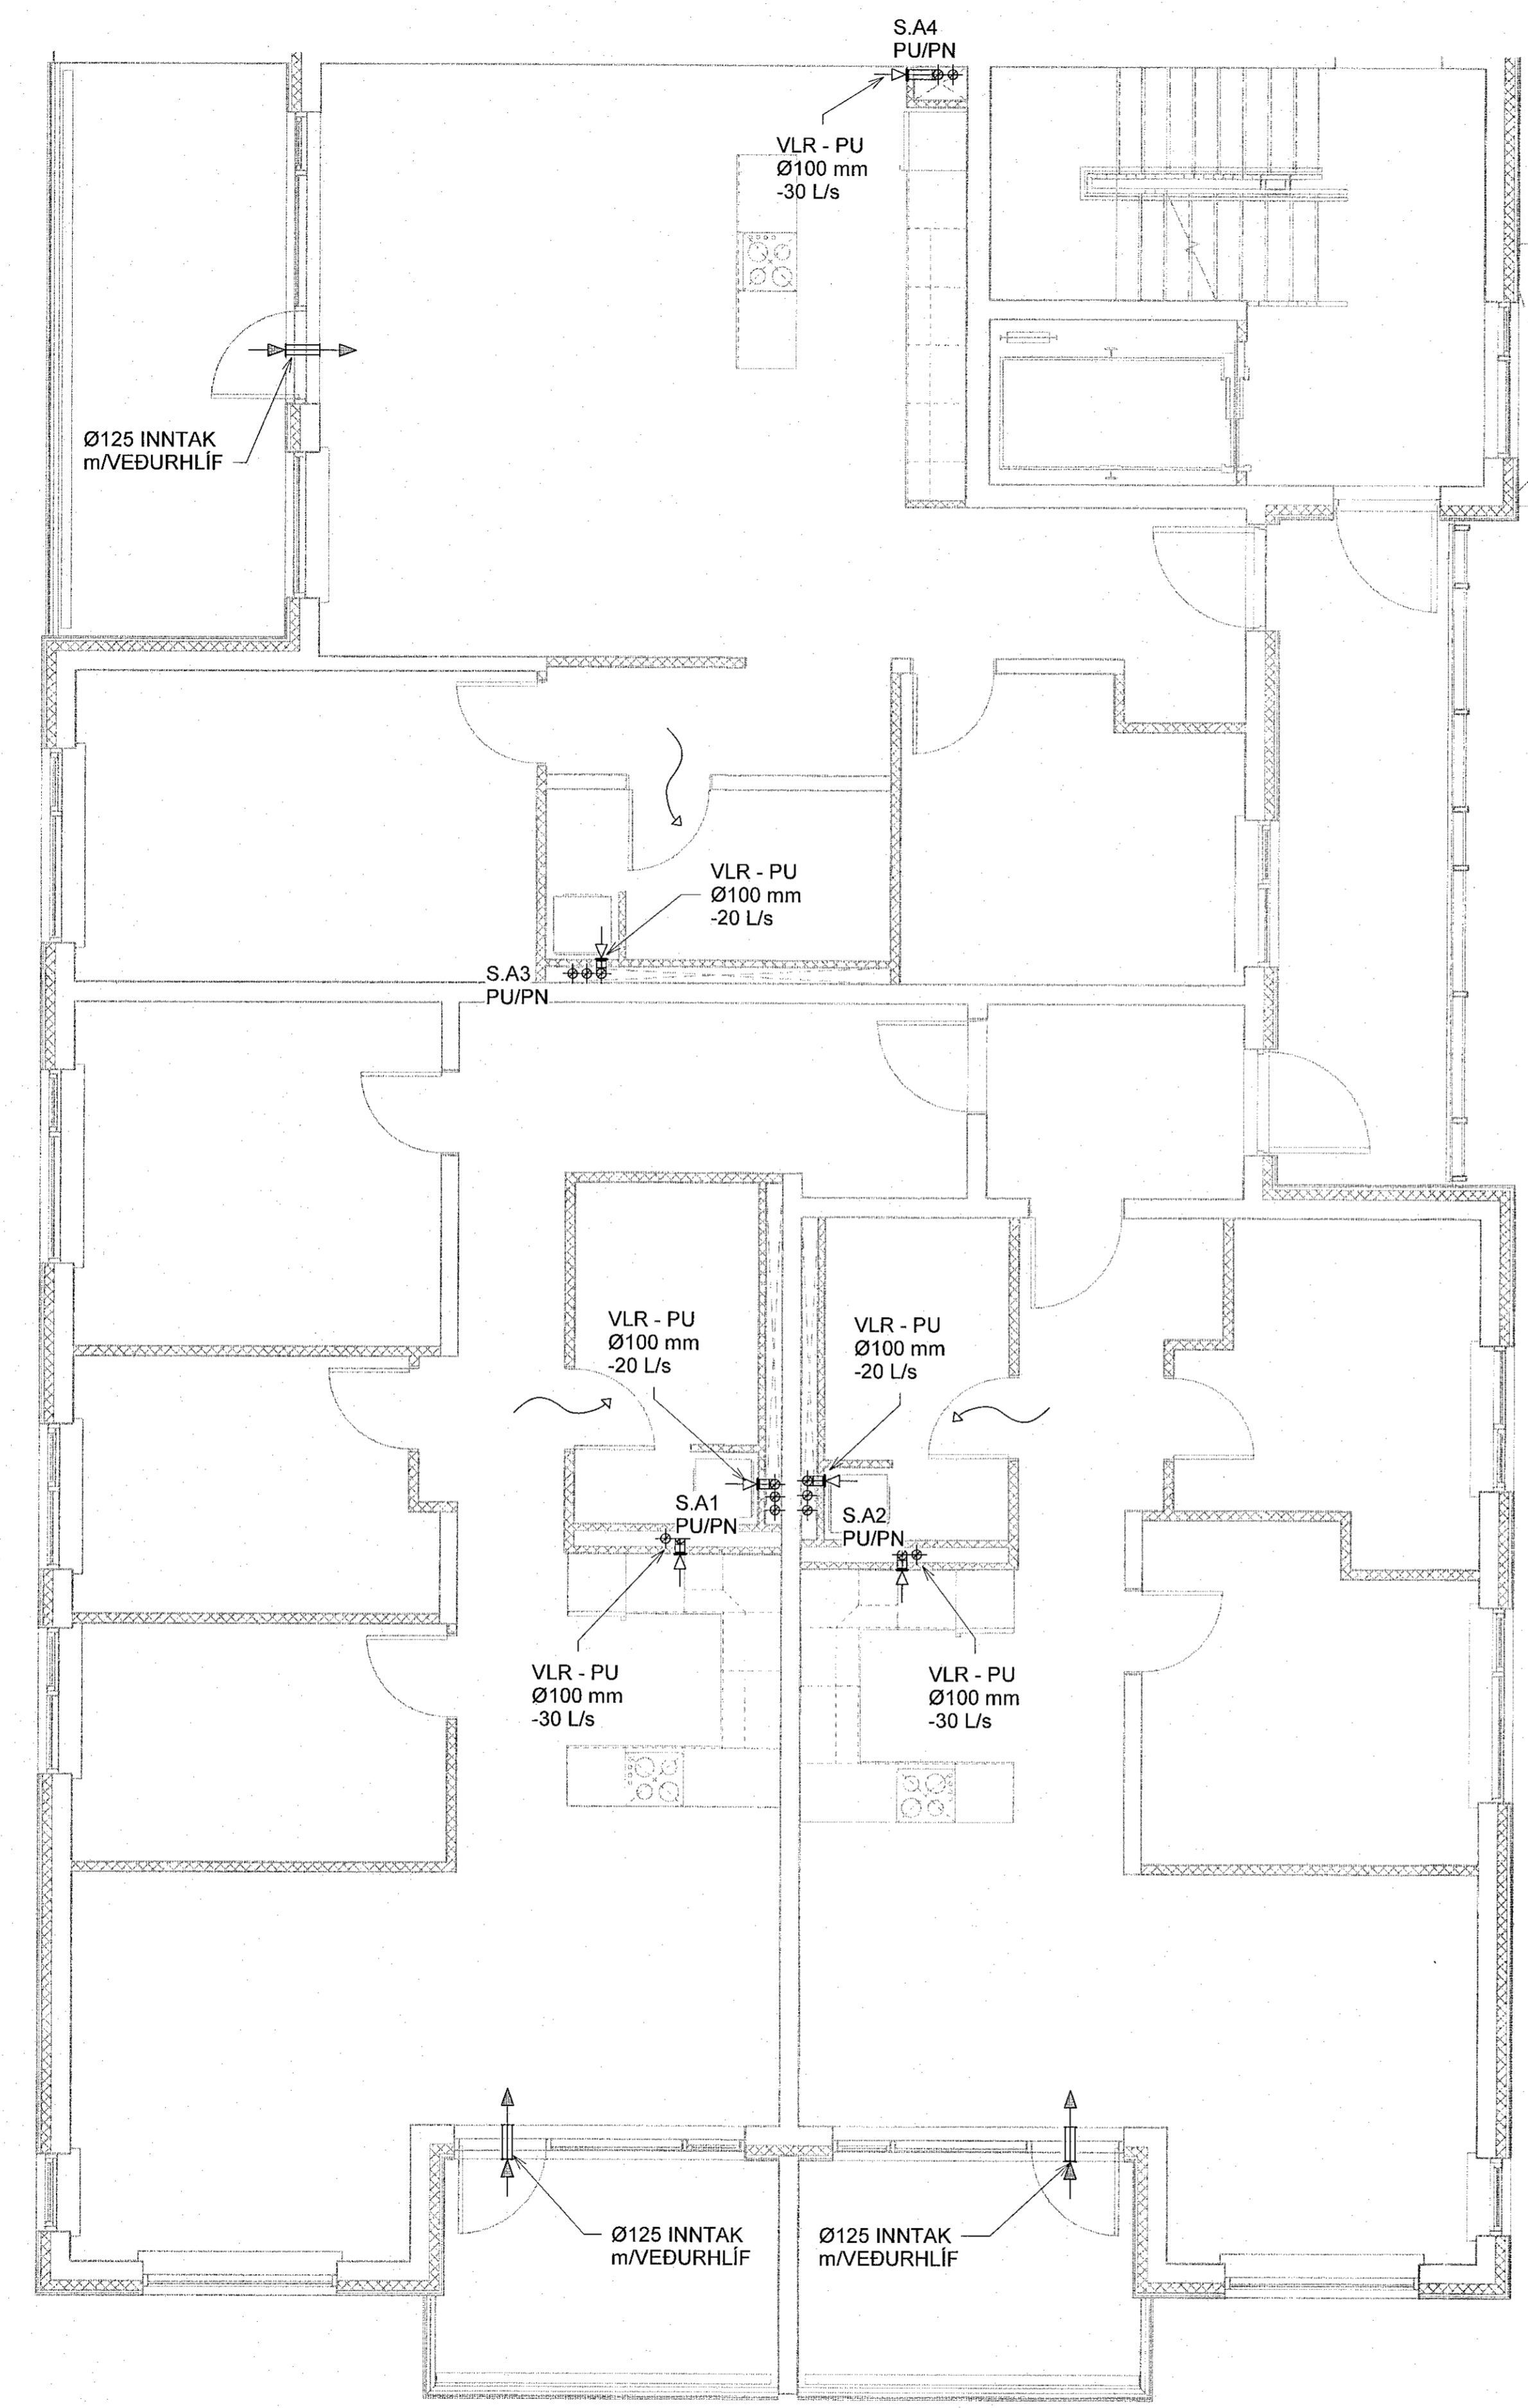 S.A4
PU/PN
VLR - PU
Ø100 mm
-30 L/s
Ø125 INNTAK
m/VEÐURHLÍF
VLR - PU
Ø100 mm
-20 L/s
S.A3
PU/PN
VLR - PU
Ø100 mm
-20 L/s
VLR - PU
Ø100 mm
-20 L/s
S.A1
PU/PN
S.A2
PU/PN
VLR - PU
Ø100 mm
-30 L/s
VLR - PU
Ø100 mm
-30 L/s
Ø125 INNTAK
m/VEÐURHLÍF
Ø125 INNTAK
m/VEÐURHLÍF